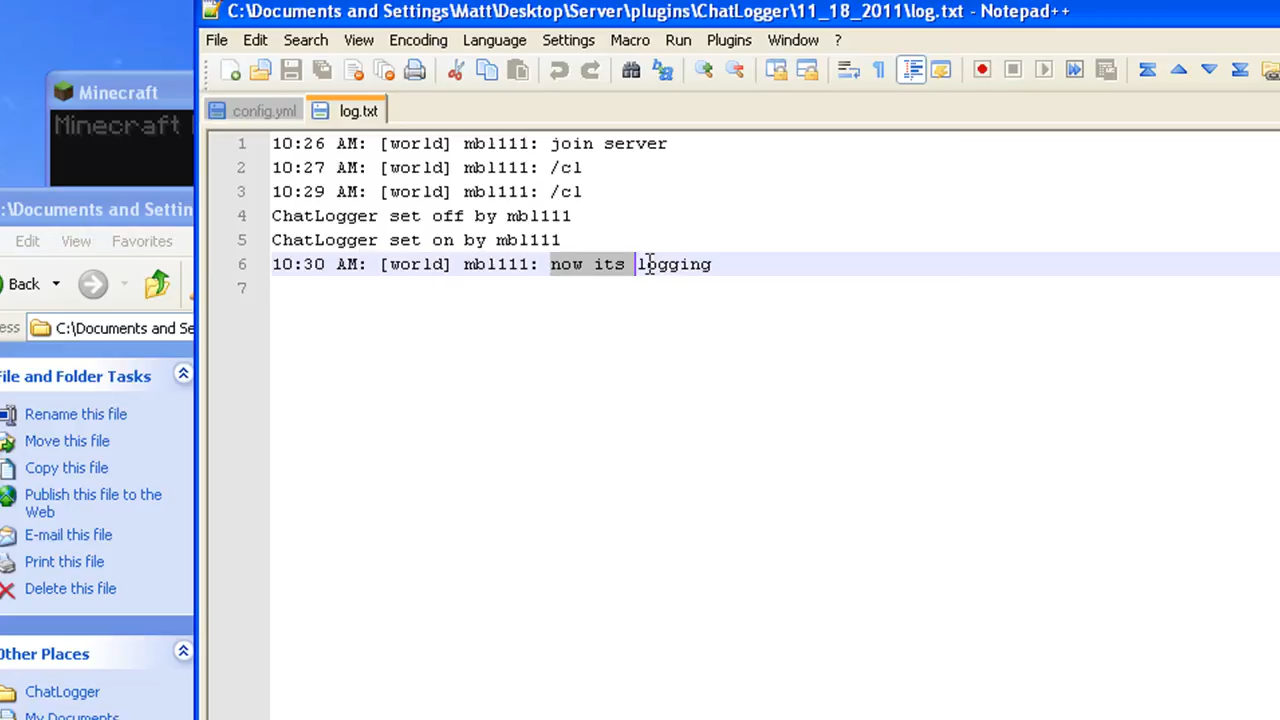 C:\Documents and Settings\Matt\Desktop\Server\plugins\ChatLogger\11_18_2011\log.txt - Notepad++
File Edit Search View Encoding Language Settings Macro Run Plugins Window ?
Minecraft
config.yml log.txt
Minecraft
1 10:26 AM: [world] mbl111: join server
2 10:27 AM: [world] mbl111: /cl
3 10:29 AM: [world] mbl111: /cl
4 ChatLogger set off by mbl111
5 ChatLogger set on by mbl111
6 10:30 AM: [world] mbl111: now its logging
7
:\Documents and Settin
Edit View Favorites
Back
ess C:\Documents and Se
File and Folder Tasks
Rename this file
Move this file
Copy this file
Publish this file to the
Web
E-mail this file
Print this file
Delete this file
Other Places
ChatLogger
My Documents